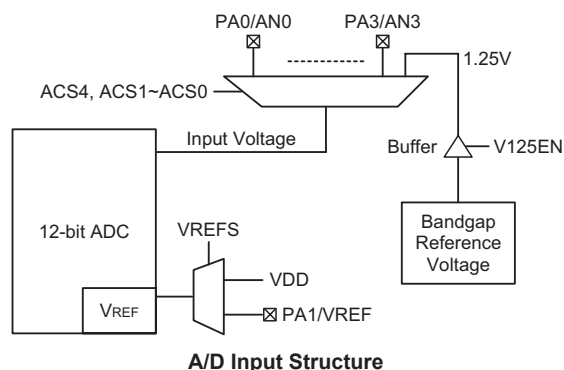 PA0/AN0 PA3/AN3
1.25V
ACS4, ACS1~ACS0
Input Voltage
Buffer V125EN
12-bit ADC
Bandgap
Reference
Voltage
VREFS
VDD
VREF
PA1/VREF
A/D Input Structure